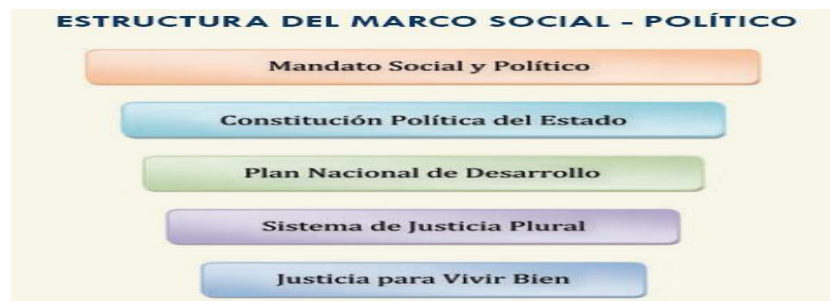 ESTRUCTURA DEL MARCO SOCIAL - POLÍTICO
Mandato Social y Político
Constitución Política del Estado
Plan Nacional de Desarrollo
Sistema de Justicia Plural
Justicia para Vivir Bien